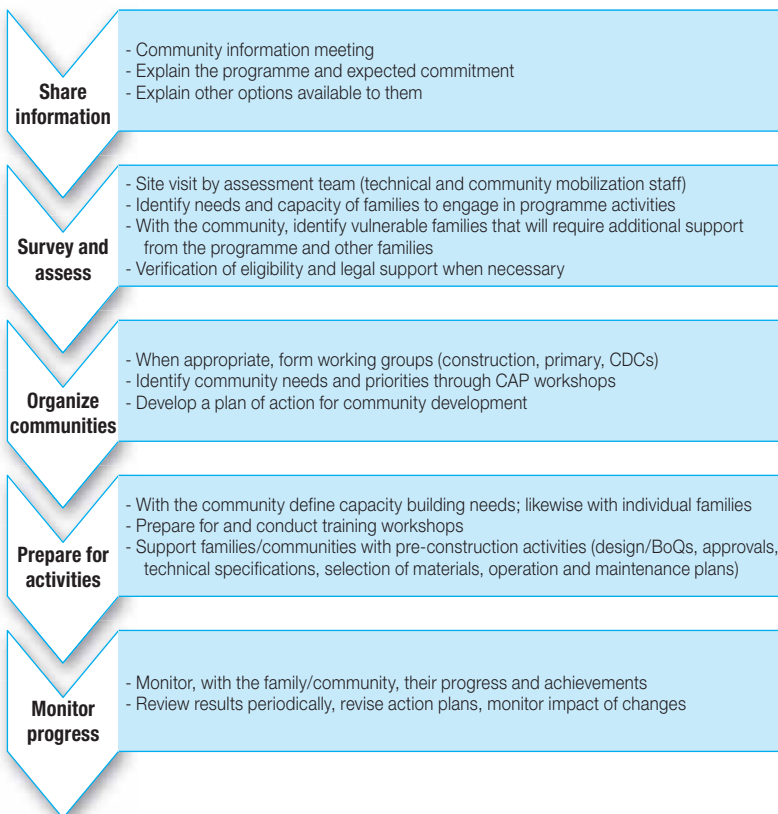 Share
information
- Community information meeting
- Explain the programme and expected commitment
- Explain other options available to them
Survey and
assess
- Site visit by assessment team (technical and community mobilization staff)
- Identify needs and capacity of families to engage in programme activities
- With the community, identify vulnerable families that will require additional support
from the programme and other families
- Verification of eligibility and legal support when necessary
Organize
communities
- When appropriate, form working groups (construction, primary, CDCs)
- Identify community needs and priorities through CAP workshops
- Develop a plan of action for community development
Prepare for
activities
- With the community define capacity building needs; likewise with individual families
- Prepare for and conduct training workshops
- Support families/communities with pre-construction activities (design/BoQs, approvals,
technical specifications, selection of materials, operation and maintenance plans)
Monitor
progress
- Monitor, with the family/community, their progress and achievements
- Review results periodically, revise action plans, monitor impact of changes